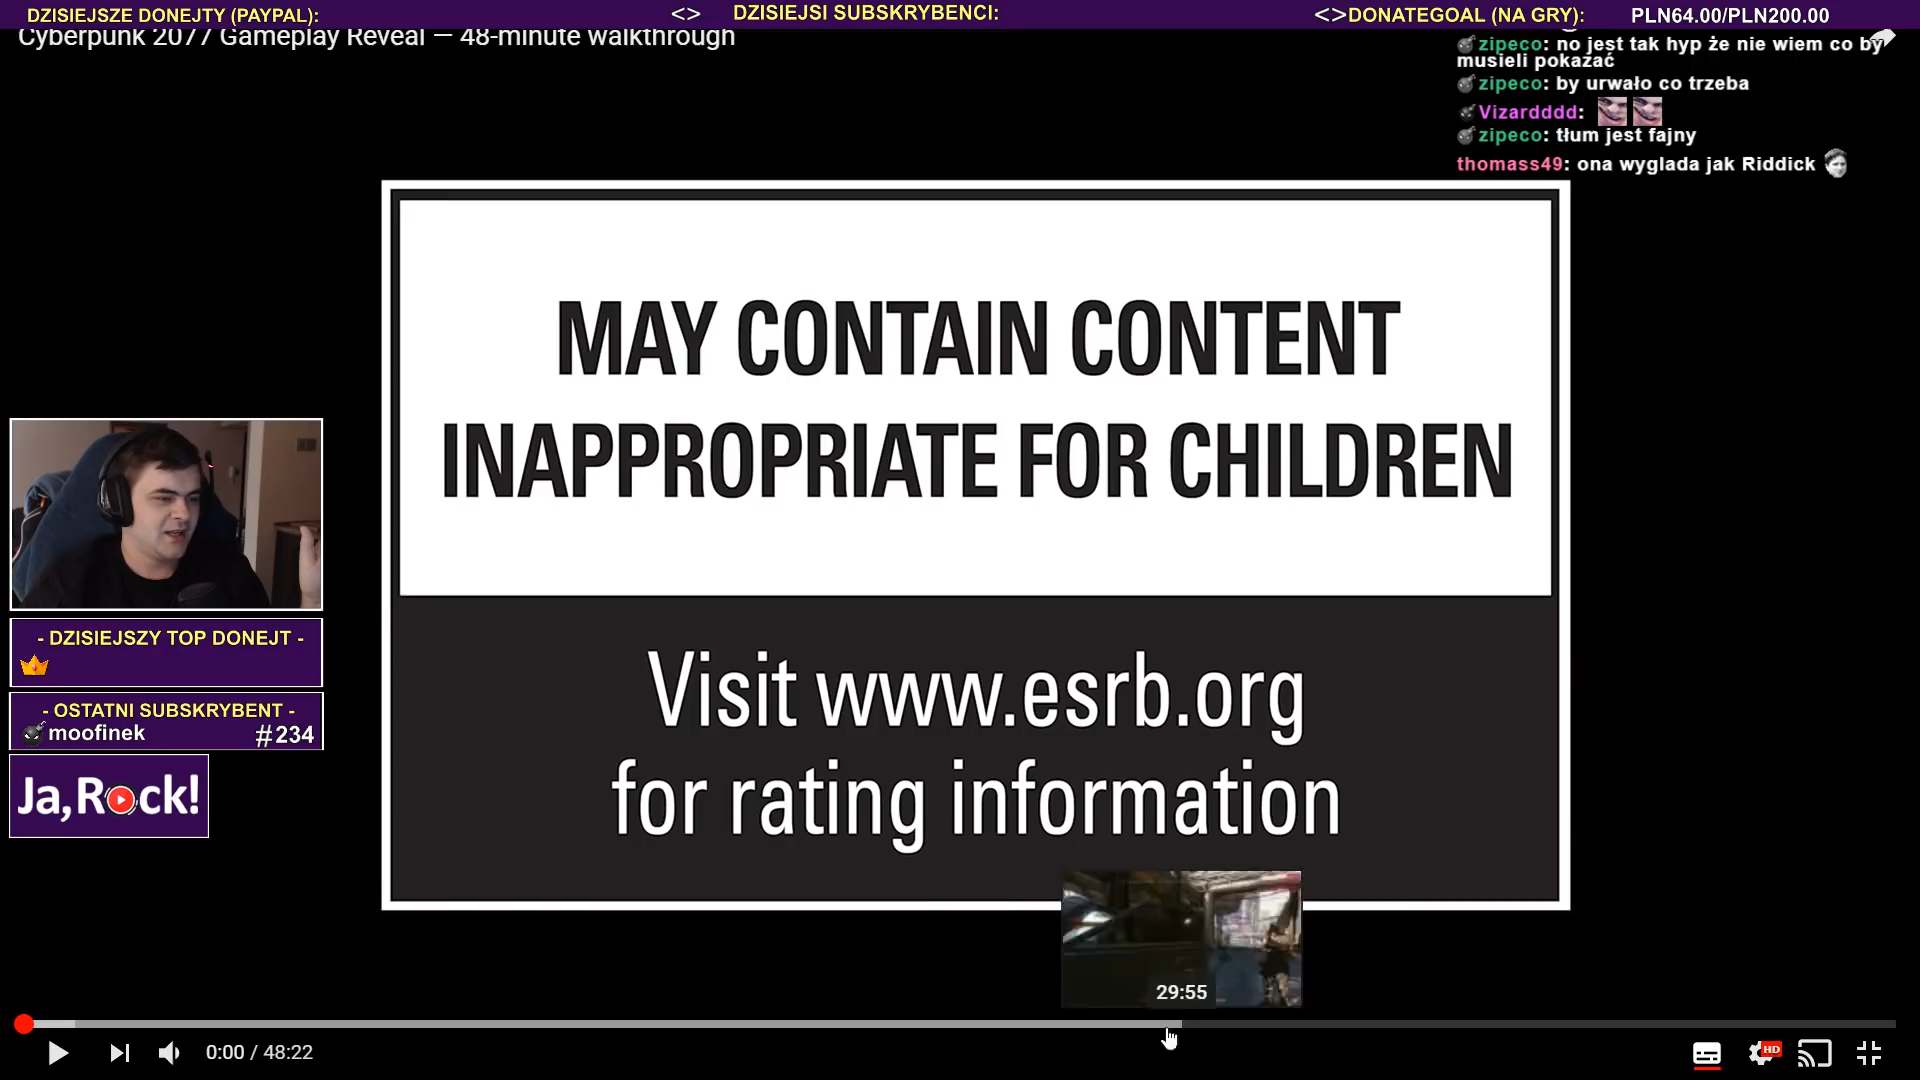 DZISIEJSZE DONEJTY (PAYPAL): <> DZISIEJSI SUBSKRYBENCI: <>DONATEGOAL (NA GRY): PLN64.00/PLN200.00
Cyberpunk 2077 Gameplay Reveal — 48-minute walkthrough
zipeco: no jest tak hyp że nie wiem co by
musieli pokazać
zipeco: by urwało co trzeba
Vizardddd:
zipeco: tłum jest fajny
thomass49: ona wyglada jak Riddick
MAY CONTAIN CONTENT
INAPPROPRIATE FOR CHILDREN
Visit www.esrb.org
for rating information
- DZISIEJSZY TOP DONEJT -
- OSTATNI SUBSKRYBENT -
moofinek #234
Ja,Rock!
29:55
0:00 / 48:22
HD